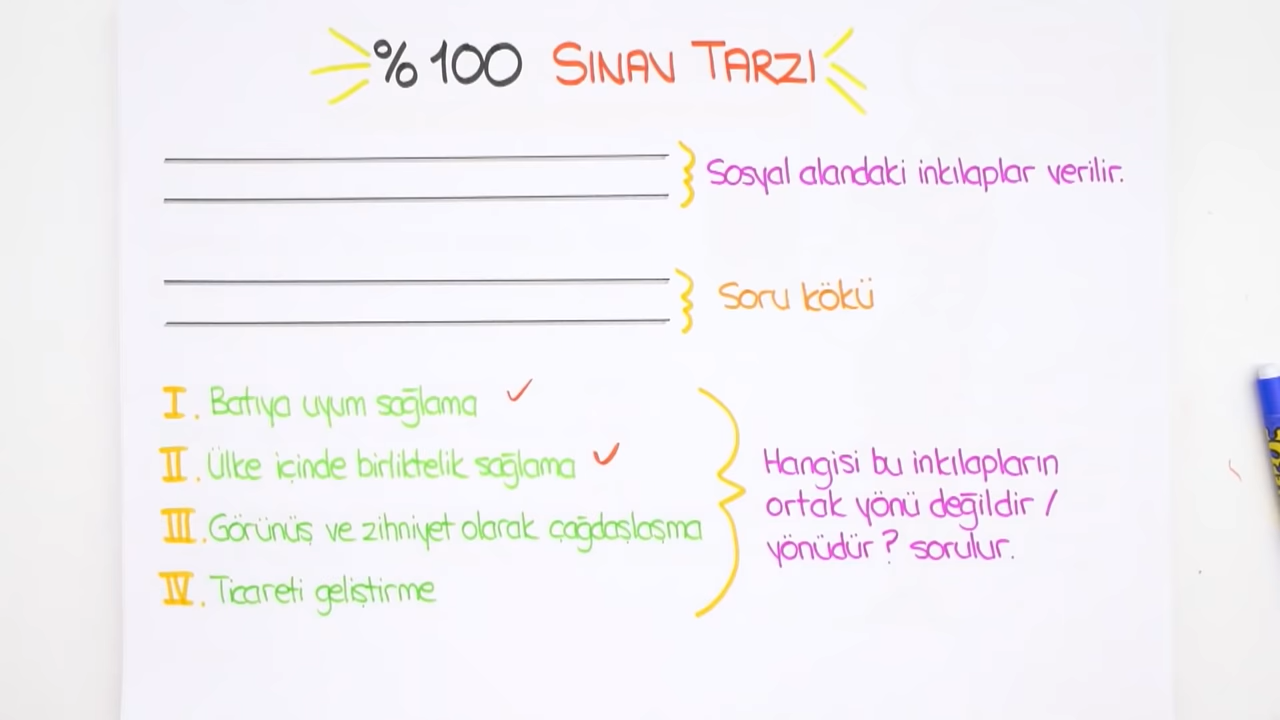 %100 SINAV TARZI
Sosyal alandaki inkılaplar verilir.
Soru kökü
I. Batıya uyum sağlama
II. Ülke içinde birliktelik sağlama
III. Görünüş ve zihniyet olarak çağdaşlaşma
IV. Ticareti geliştirme
Hangisi bu inkılapların
ortak yönü değildir /
yönüdür? sorulur.